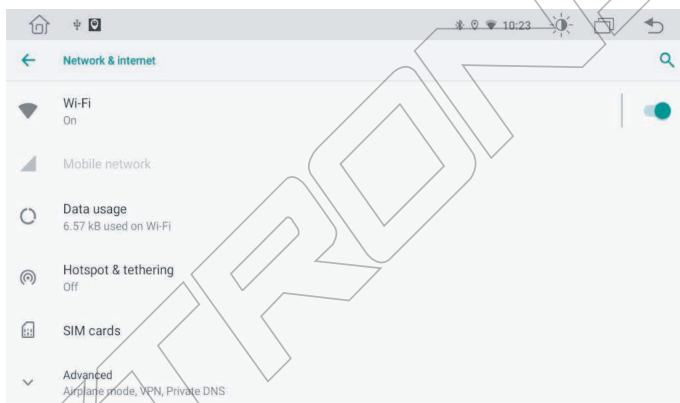 10:23
Network & internet
Wi-Fi
On
Mobile network
Data usage
6.57 kB used on Wi-Fi
Hotspot & tethering
Off
SIM cards
Advanced
Airplane mode, VPN, Private DNS